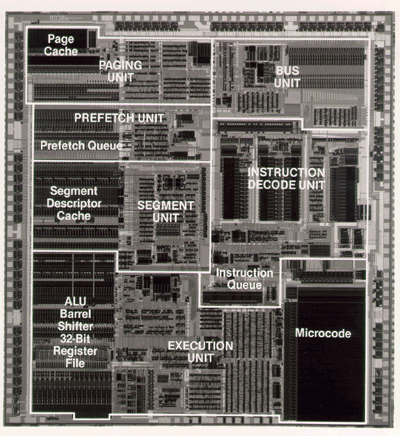 Page
Cache
PAGING
UNIT
BUS
UNIT
PREFETCH UNIT
Prefetch Queue
Segment
Descriptor
Cache
SEGMENT
UNIT
INSTRUCTION
DECODE UNIT
Instruction
Queue
ALU
Barrel
Shifter
32-Bit
Register
File
EXECUTION
UNIT
Microcode